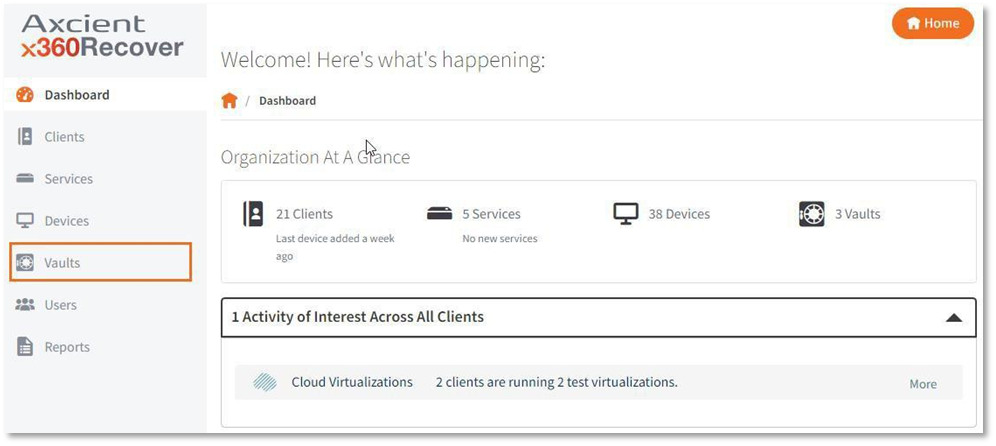 Axcient
x360Recover
Home
Welcome! Here's what's happening:
Dashboard
/ Dashboard
Clients
Organization At A Glance
Services
21 Clients
5 Services
38 Devices
3 Vaults
Last device added a week
ago
No new services
Devices
Vaults
Users
Reports
1 Activity of Interest Across All Clients
Cloud Virtualizations 2 clients are running 2 test virtualizations.
More